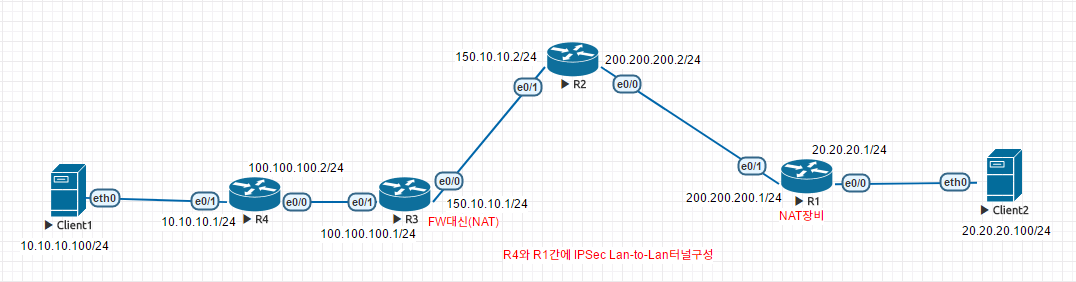 150.10.10.2/24
200.200.200.2/24
R2
e0/1
e0/0
20.20.20.1/24
100.100.100.2/24
e0/0
e0/1
eth0
e0/1
e0/0
e0/1
e0/0
eth0
R4
R3
150.10.10.1/24
200.200.200.1/24
R1
Client1
10.10.10.1/24
FW대신(NAT)
NAT장비
Client2
10.10.10.100/24
100.100.100.1/24
20.20.20.100/24
R4와 R1간에 IPSec Lan-to-Lan터널구성